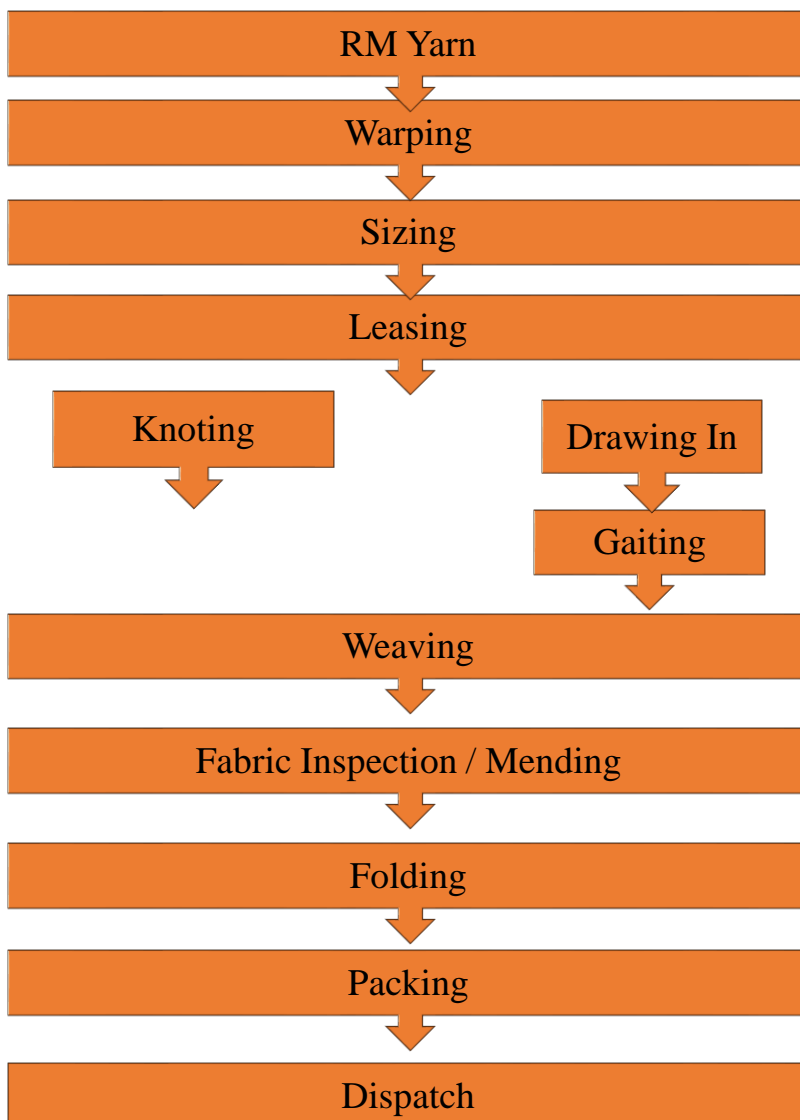 RM Yarn
Warping
Sizing
Leasing
Knoting
Drawing In
Gaiting
Weaving
Fabric Inspection / Mending
Folding
Packing
Dispatch